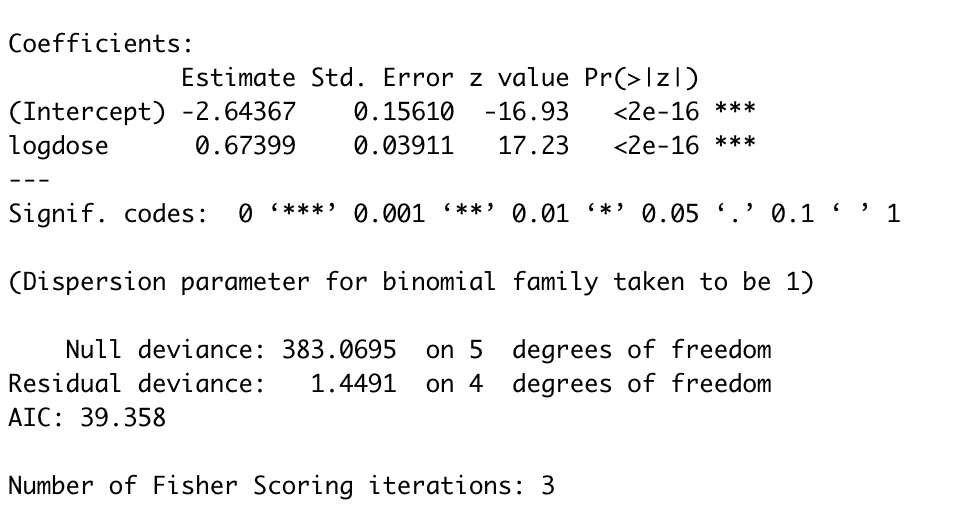 Coefficients:
            Estimate Std. Error z value Pr(>|z|)
(Intercept) -2.64367    0.15610  -16.93   <2e-16 ***
logdose      0.67399    0.03911   17.23   <2e-16 ***
---
Signif. codes:  0 ‘***’ 0.001 ‘**’ 0.01 ‘*’ 0.05 ‘.’ 0.1 ‘ ’ 1
(Dispersion parameter for binomial family taken to be 1)
    Null deviance: 383.0695  on 5  degrees of freedom
Residual deviance:   1.4491  on 4  degrees of freedom
AIC: 39.358
Number of Fisher Scoring iterations: 3